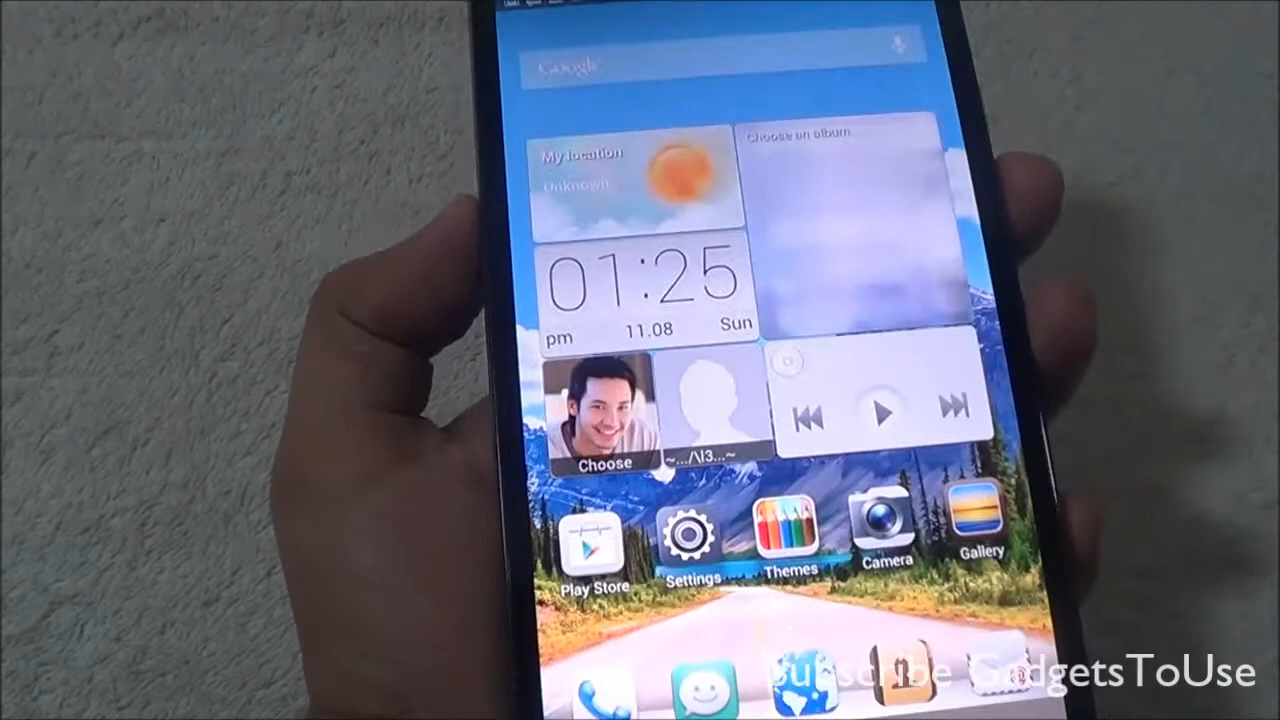 Google
My location
Unknown
Choose an album
01:25
pm 11.08 Sun
Choose
~.../\I3...~
Play Store
Settings
Themes
Camera
Gallery
Subscribe GadgetsToUse